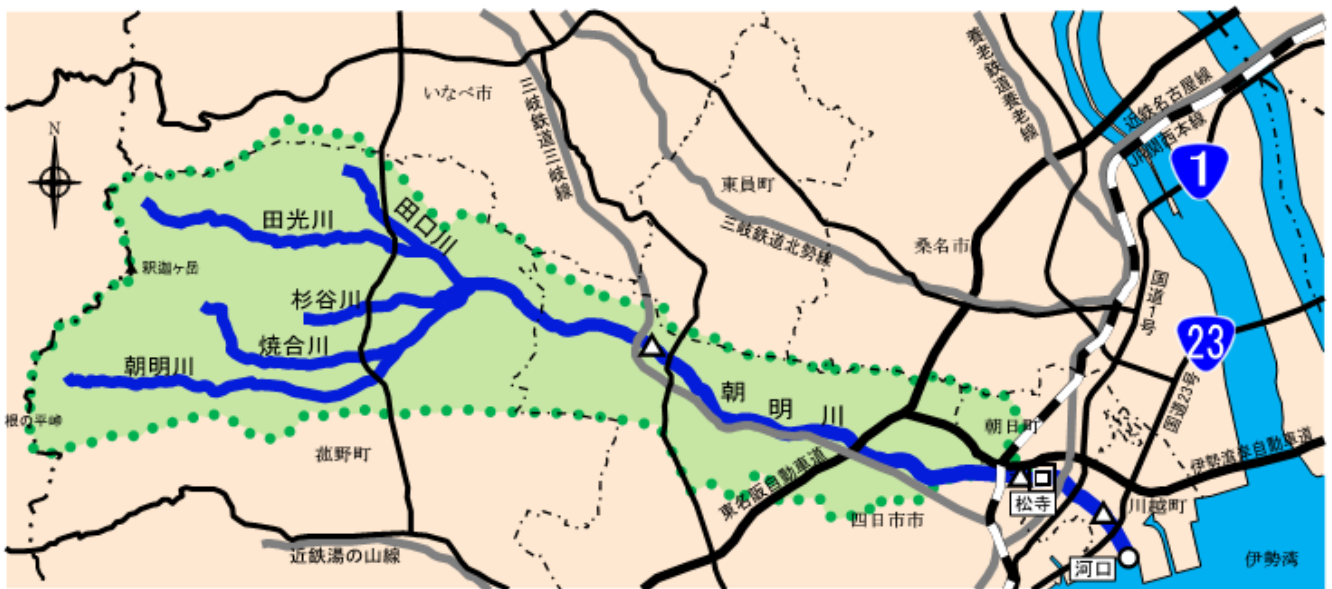 いなべ市
三岐鉄道三岐線
養老鉄道養老線
近鉄名古屋線
JR関西本線
1
N
東員町
三岐鉄道北勢線
桑名市
田光川
田口川
釈迦ヶ岳
国道1号
杉谷川
23
焼合川
朝明川
朝明川
国道23号
根の平峠
朝日町
菰野町
伊勢湾岸自動車道
東名阪自動車道
松寺
川越町
四日市市
近鉄湯の山線
河口
伊勢湾